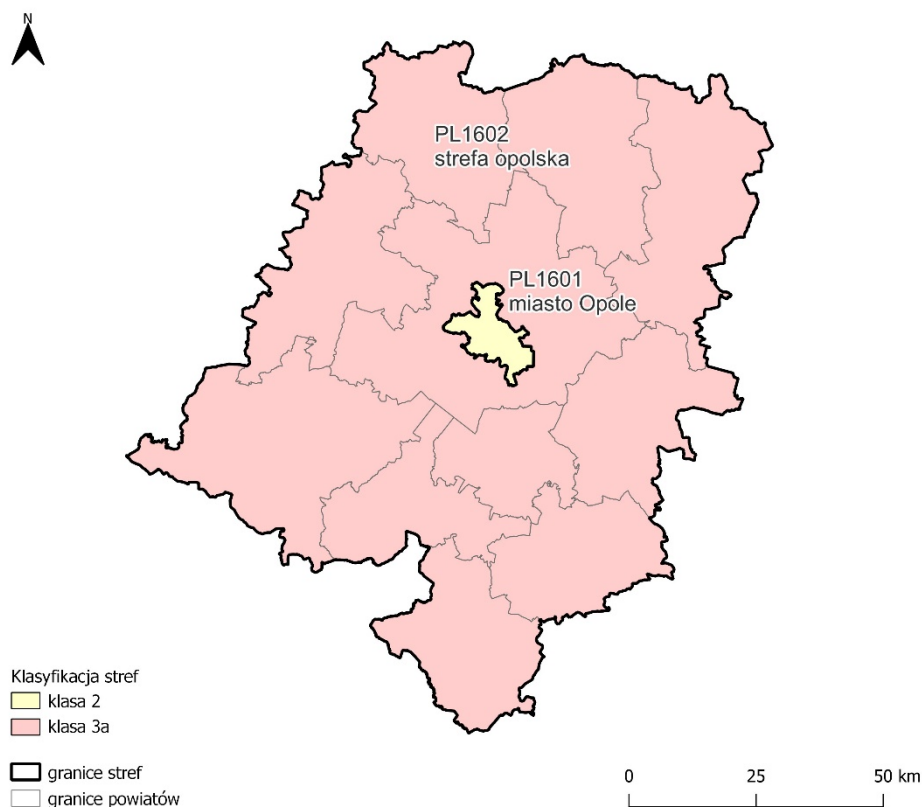 N
PL1602
strefa opolska
PL1601
miasto Opole
Klasyfikacja stref
klasa 2
klasa 3a
granice stref
granice powiatów
0 25 50 km